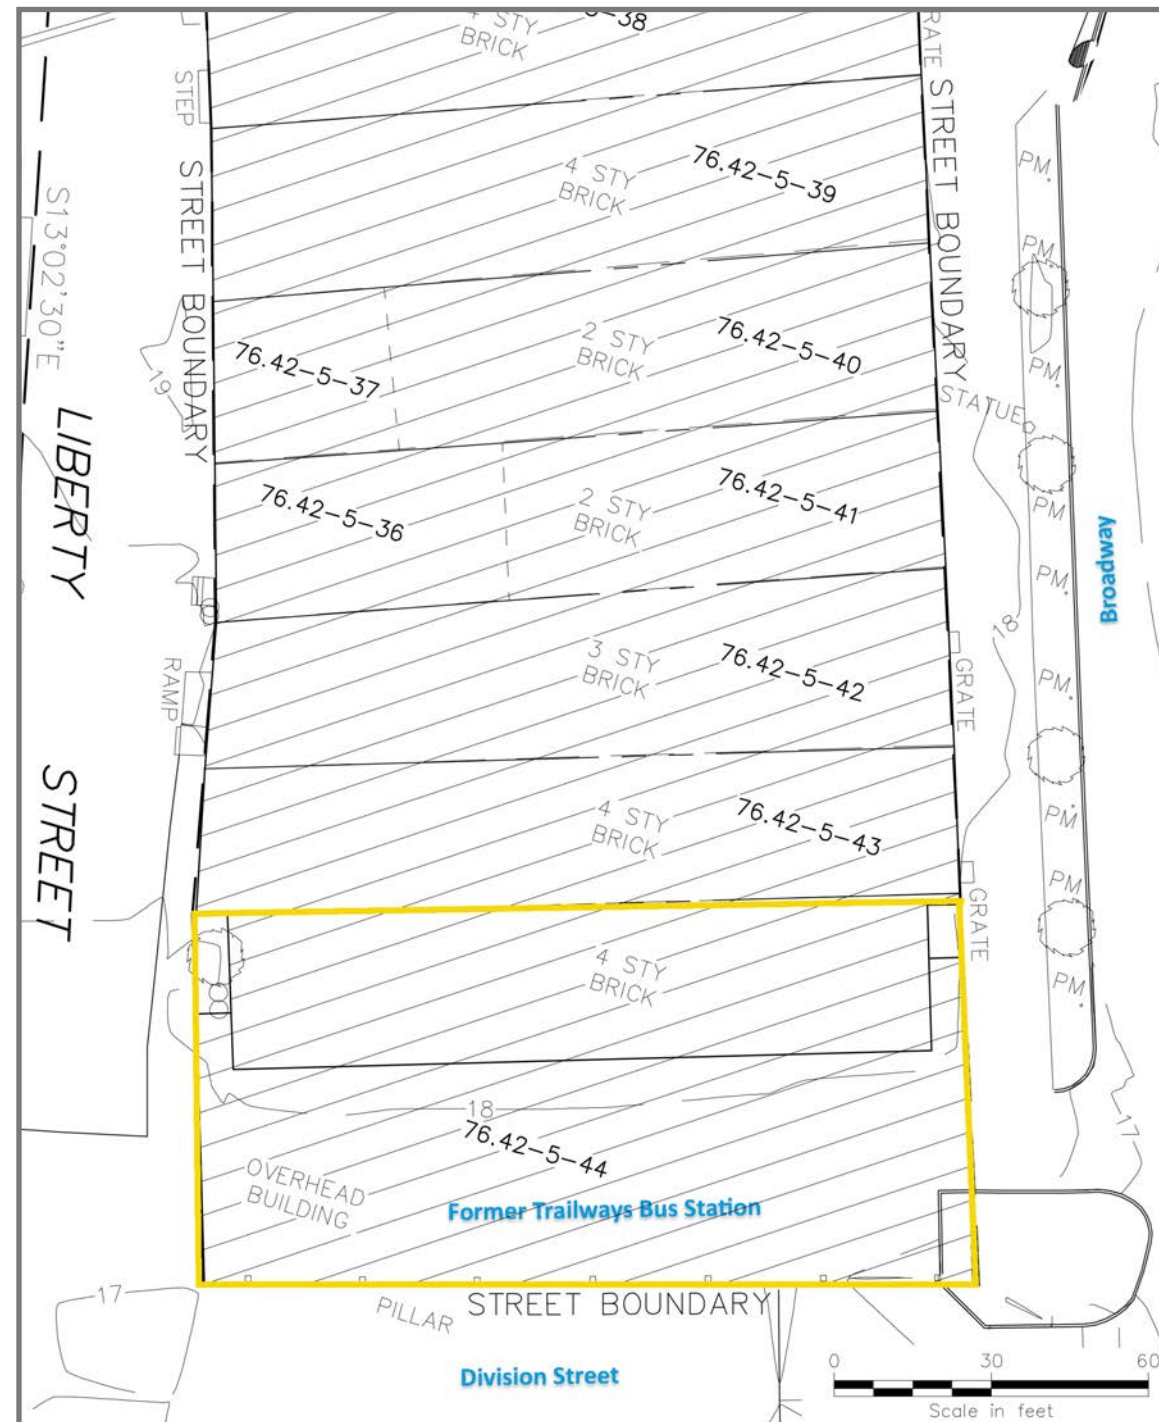 4 STY
BRICK
5-38
GRATE
STEP
STREET BOUNDARY
STREET BOUNDARY
4 STY
BRICK
76.42-5-39
PM
PM
S13°02'30"E
2 STY
BRICK
76.42-5-40
76.42-5-37
19
PM
STATUE
LIBERTY
STREET
76.42-5-36
2 STY
BRICK
76.42-5-41
PM
Broadway
PM
18
3 STY
BRICK
76.42-5-42
RAMP
GRATE
PM
4 STY
BRICK
76.42-5-43
PM
PM
GRATE
4 STY
BRICK
PM
18
76.42-5-44
17
OVERHEAD
BUILDING
Former Trailways Bus Station
17
PILLAR
STREET BOUNDARY
Division Street
0 30 60
Scale in feet